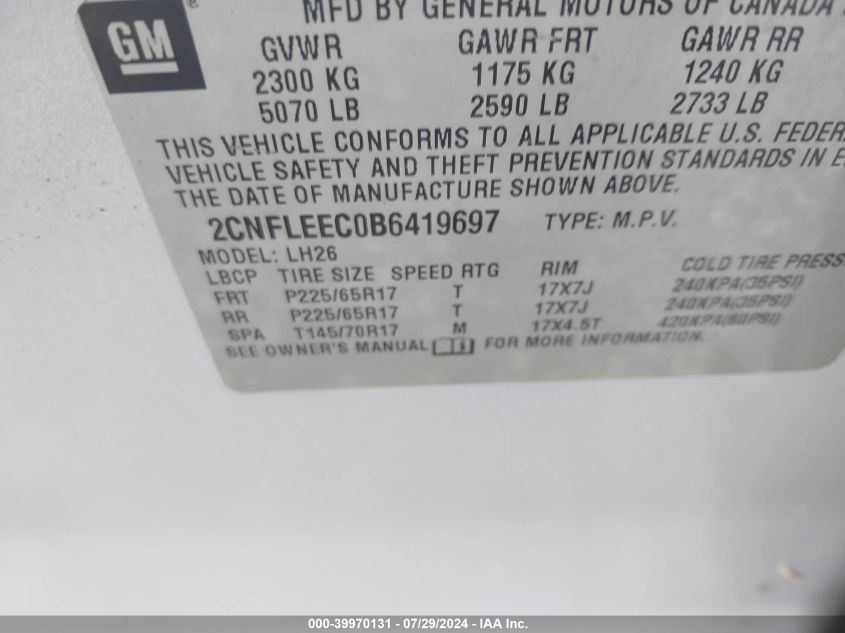 GM ®
MFD BY GENERAL MOTORS OF CANADA
GVWR GAWR FRT GAWR RR
2300 KG 1175 KG 1240 KG
5070 LB 2590 LB 2733 LB
THIS VEHICLE CONFORMS TO ALL APPLICABLE U.S. FEDER
VEHICLE SAFETY AND THEFT PREVENTION STANDARDS IN E
THE DATE OF MANUFACTURE SHOWN ABOVE.
2CNFLEEC0B6419697 TYPE: M.P.V.
MODEL: LH26
LBCP TIRE SIZE SPEED RTG RIM COLD TIRE PRESS
FRT P225/65R17 T 17X7J 240KPA(35PSI)
RR P225/65R17 T 17X7J 240KPA(35PSI)
SPA T145/70R17 M 17X4.5T 420KPA(60PSI)
SEE OWNER'S MANUAL FOR MORE INFORMATION.
000-39970131 - 07/29/2024 - IAA Inc.